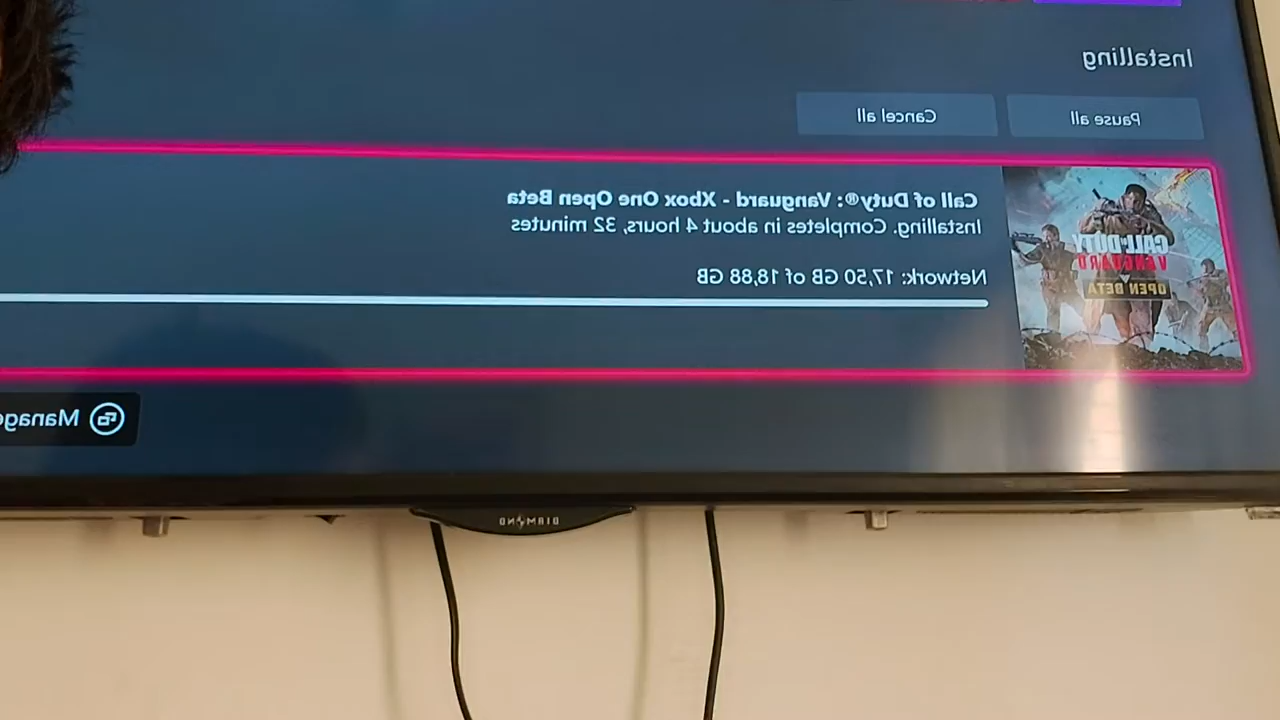 Installing
Pause all
Cancel all
Call of Duty®: Vanguard - Xbox One Open Beta
Installing. Completes in about 4 hours, 32 minutes
Network: 17,50 GB of 18,88 GB
CALL OF DUTY
VANGUARD
OPEN BETA
DIAMOND